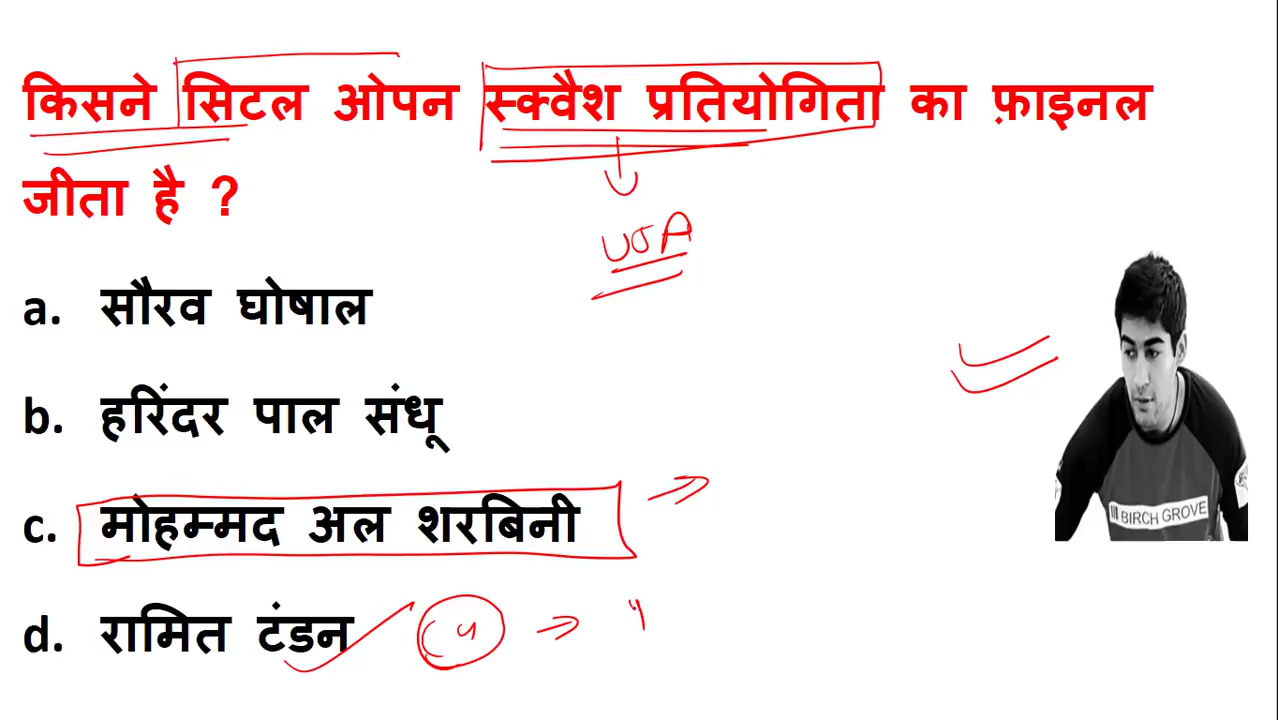 किसने सिटल ओपन स्क्वैश प्रतियोगिता का फ़ाइनल
जीता है ?
USA
a. सौरव घोषाल
b. हरिंदर पाल संधू
BIRCH GROVE
c. मोहम्मद अल शरबिनी
d. रामित टंडन